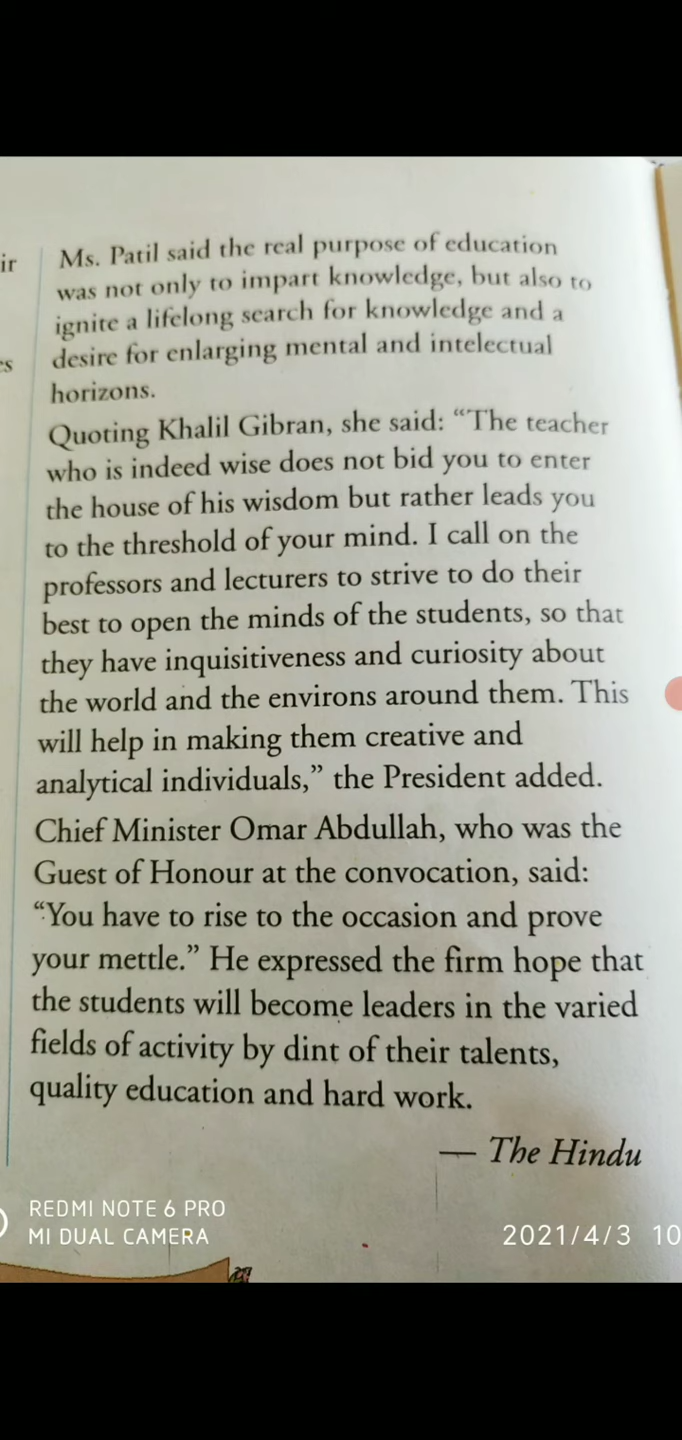 ir
es
Ms. Patil said the real purpose of education
was not only to impart knowledge, but also to
ignite a lifelong search for knowledge and a
desire for enlarging mental and intelectual
horizons.
Quoting Khalil Gibran, she said: “The teacher
who is indeed wise does not bid you to enter
the house of his wisdom but rather leads you
to the threshold of your mind. I call on the
professors and lecturers to strive to do their
best to open the minds of the students, so that
they have inquisitiveness and curiosity about
the world and the environs around them. This
will help in making them creative and
analytical individuals,” the President added.
Chief Minister Omar Abdullah, who was the
Guest of Honour at the convocation, said:
“You have to rise to the occasion and prove
your mettle.” He expressed the firm hope that
the students will become leaders in the varied
fields of activity by dint of their talents,
quality education and hard work.
— The Hindu
REDMI NOTE 6 PRO
MI DUAL CAMERA
2021/4/3 10